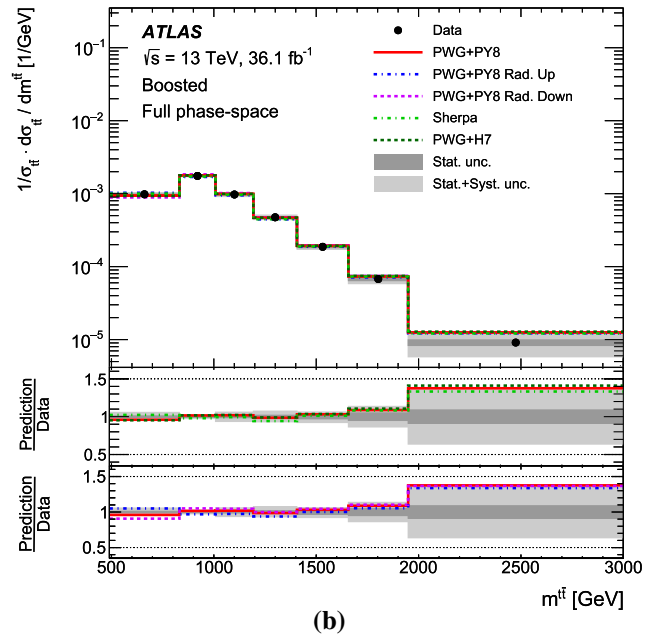 ATLAS
√s = 13 TeV, 36.1 fb⁻¹
Boosted
Full phase-space
Data
PWG+PY8
PWG+PY8 Rad. Up
PWG+PY8 Rad. Down
Sherpa
PWG+H7
Stat. unc.
Stat.+Syst. unc.
1/σ_tt̄ · dσ_tt̄ / dm^tt̄ [1/GeV]
10⁻¹
10⁻²
10⁻³
10⁻⁴
10⁻⁵
Prediction
Data
1.5
1
0.5
Prediction
Data
1.5
1
0.5
500 1000 1500 2000 2500 3000
m^tt̄ [GeV]
(b)